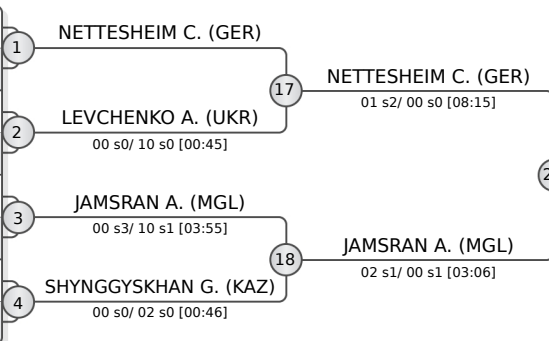 1
NETTESHEIM C. (GER)
17
NETTESHEIM C. (GER)
01 s2/ 00 s0 [08:15]
2
LEVCHENKO A. (UKR)
00 s0/ 10 s0 [00:45]
3
JAMSRAN A. (MGL)
00 s3/ 10 s1 [03:55]
18
JAMSRAN A. (MGL)
02 s1/ 00 s1 [03:06]
4
SHYNGGYSKHAN G. (KAZ)
00 s0/ 02 s0 [00:46]